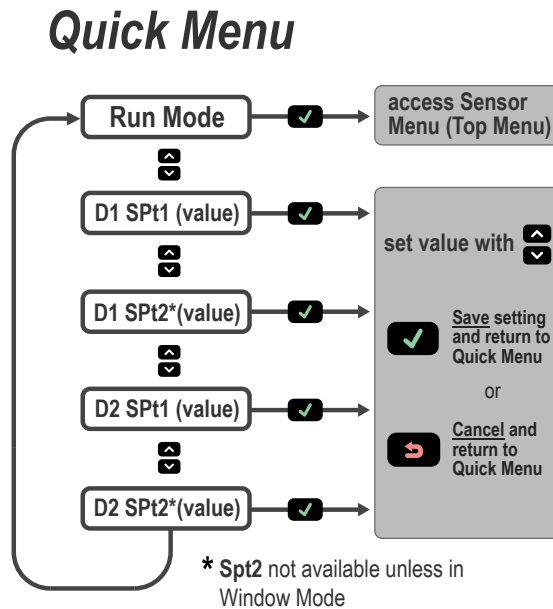 Quick Menu
Run Mode
access Sensor
Menu (Top Menu)
D1 SPt1 (value)
set value with
D1 SPt2*(value)
Save setting
and return to
Quick Menu
or
D2 SPt1 (value)
Cancel and
return to
Quick Menu
D2 SPt2*(value)
* Spt2 not available unless in
Window Mode